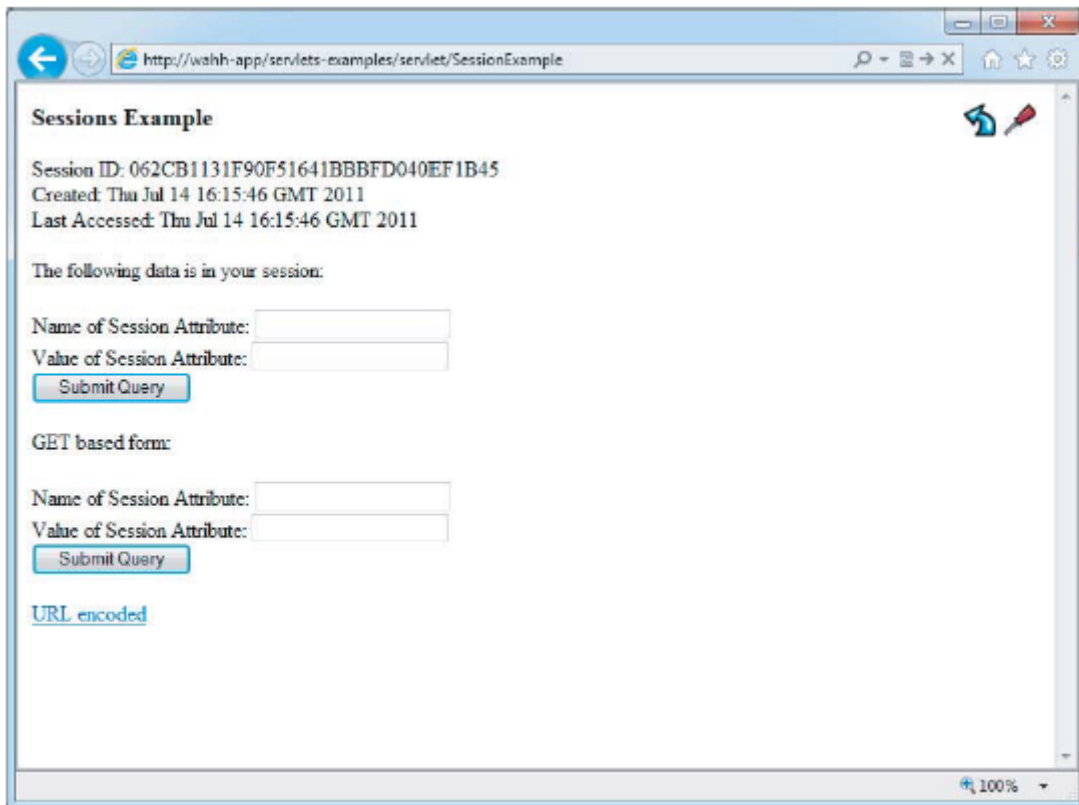 http://wahh-app/servlets-examples/servlet/SessionExample
Sessions Example
Session ID: 062CB1131F90F51641BBBFD040EF1B45
Created: Thu Jul 14 16:15:46 GMT 2011
Last Accessed: Thu Jul 14 16:15:46 GMT 2011
The following data is in your session:
Name of Session Attribute:
Value of Session Attribute:
Submit Query
GET based form:
Name of Session Attribute:
Value of Session Attribute:
Submit Query
URL encoded
100%